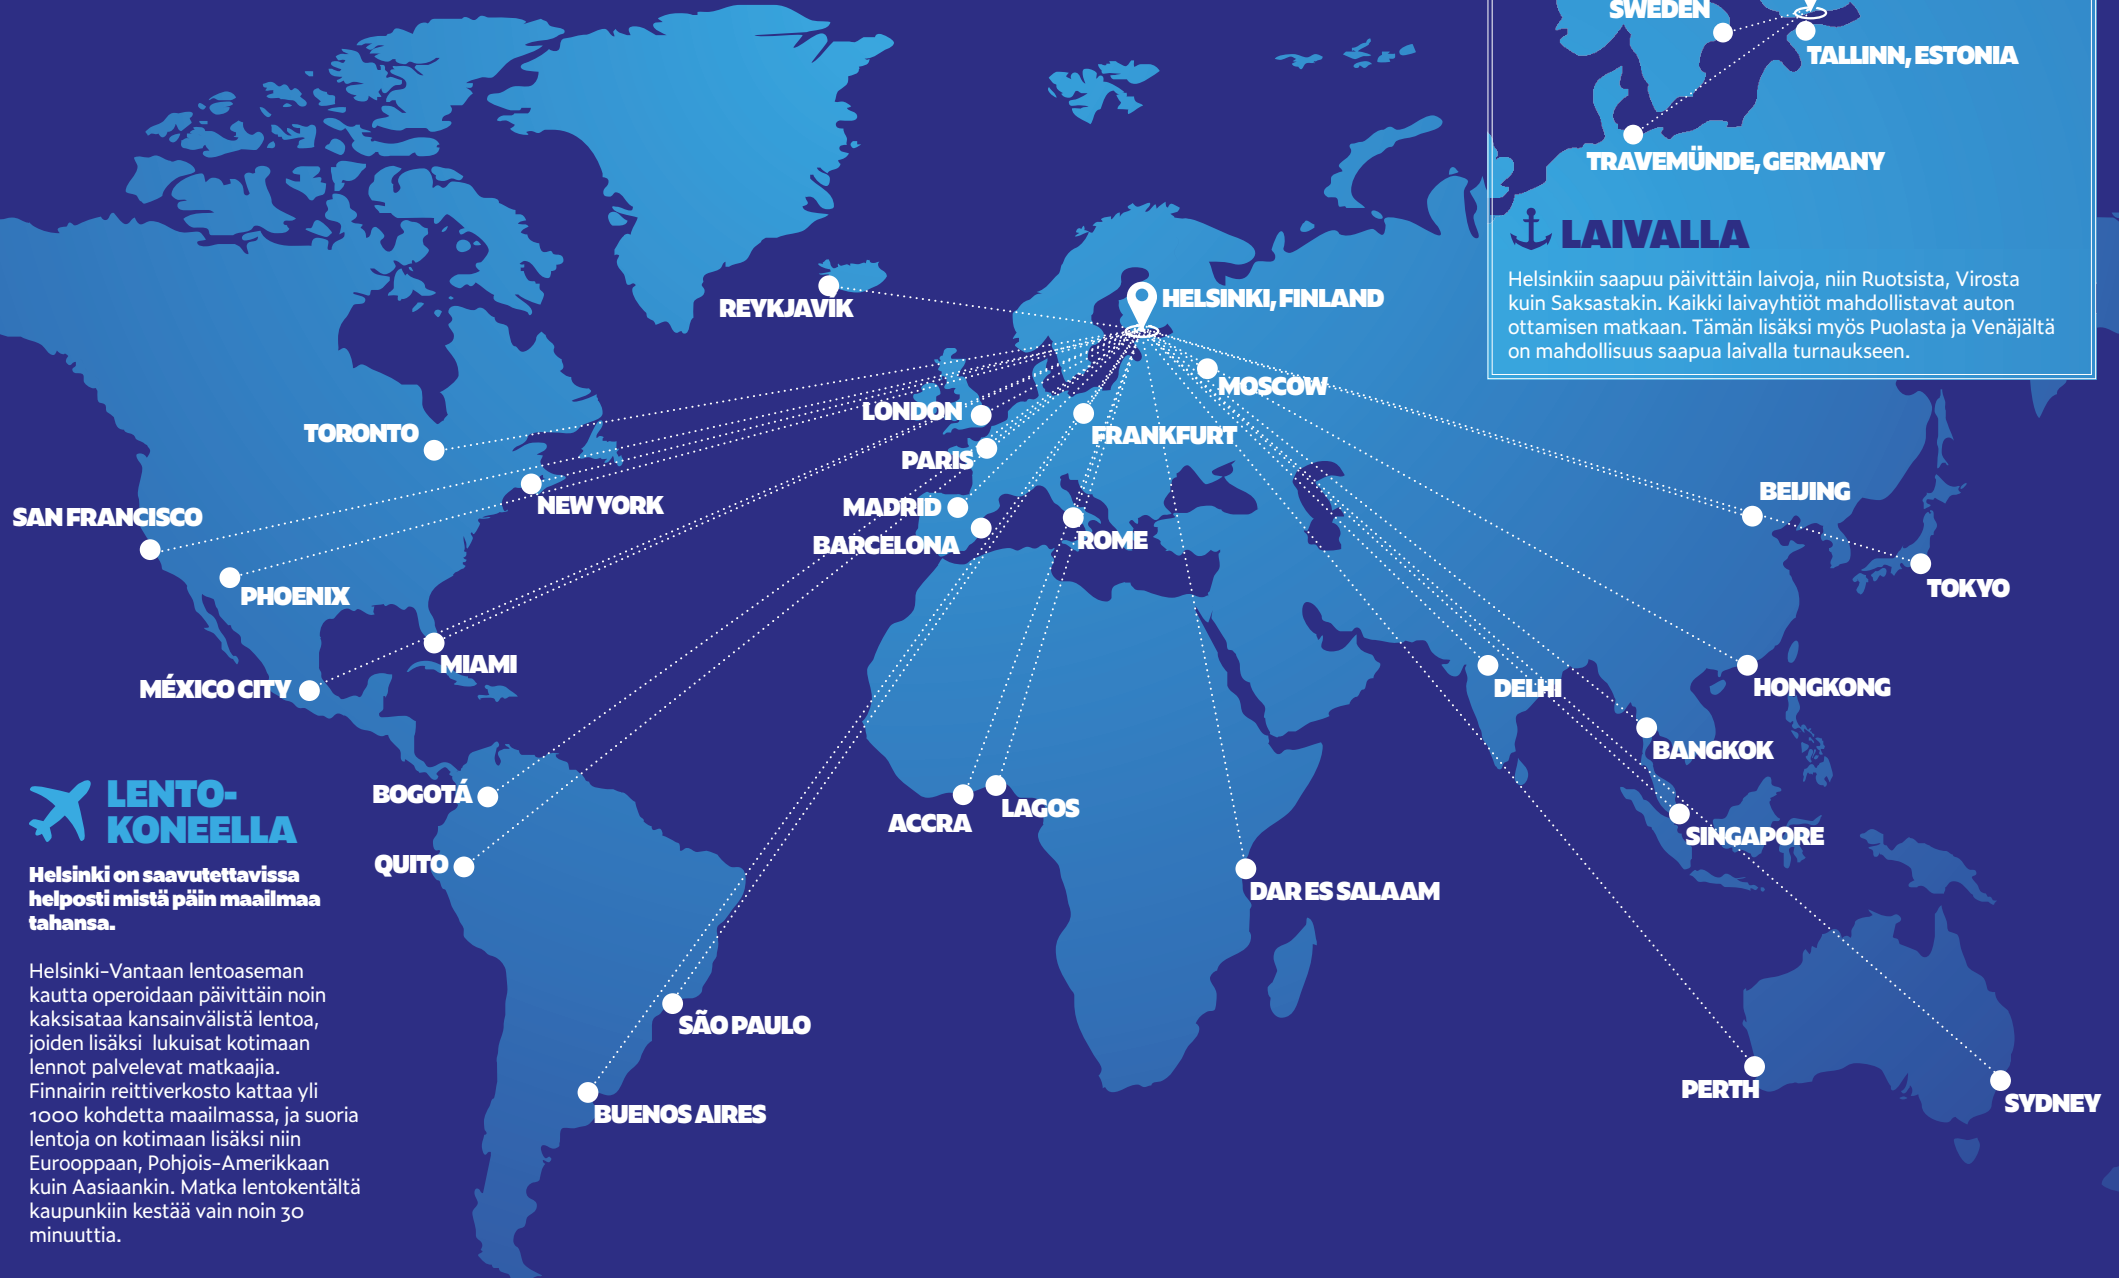 SWEDEN
TALLINN, ESTONIA
TRAVEMÜNDE, GERMANY
LAIVALLA
Helsinkiin saapuu päivittäin laivoja, niin Ruotsista, Virosta
kuin Saksastakin. Kaikki laivayhtiöt mahdollistavat auton
ottamisen matkaan. Tämän lisäksi myös Puolasta ja Venäjältä
on mahdollisuus saapua laivalla turnaukseen.
REYKJAVÍK
HELSINKI, FINLAND
MOSCOW
LONDON
TORONTO
FRANKFURT
PARIS
BEIJING
NEW YORK
MADRID
SAN FRANCISCO
ROME
BARCELONA
TOKYO
PHOENIX
MIAMI
MÉXICO CITY
DELHI
HONGKONG
BANGKOK
BOGOTÁ
LAGOS
ACCRA
SINGAPORE
QUITO
DAR ES SALAAM
SÃO PAULO
PERTH
SYDNEY
BUENOS AIRES
LENTO-
KONEELLA
Helsinki on saavutettavissa
helposti mistä päin maailmaa
tahansa.
Helsinki-Vantaan lentoaseman
kautta operoidaan päivittäin noin
kaksisataa kansainvälistä lentoa,
joiden lisäksi lukuisat kotimaan
lennot palvelevat matkaajia.
Finnairin reittiverkosto kattaa yli
1000 kohdetta maailmassa, ja suoria
lentoja on kotimaan lisäksi niin
Eurooppaan, Pohjois-Amerikkaan
kuin Aasiaankin. Matka lentokentältä
kaupunkiin kestää vain noin 30
minuuttia.